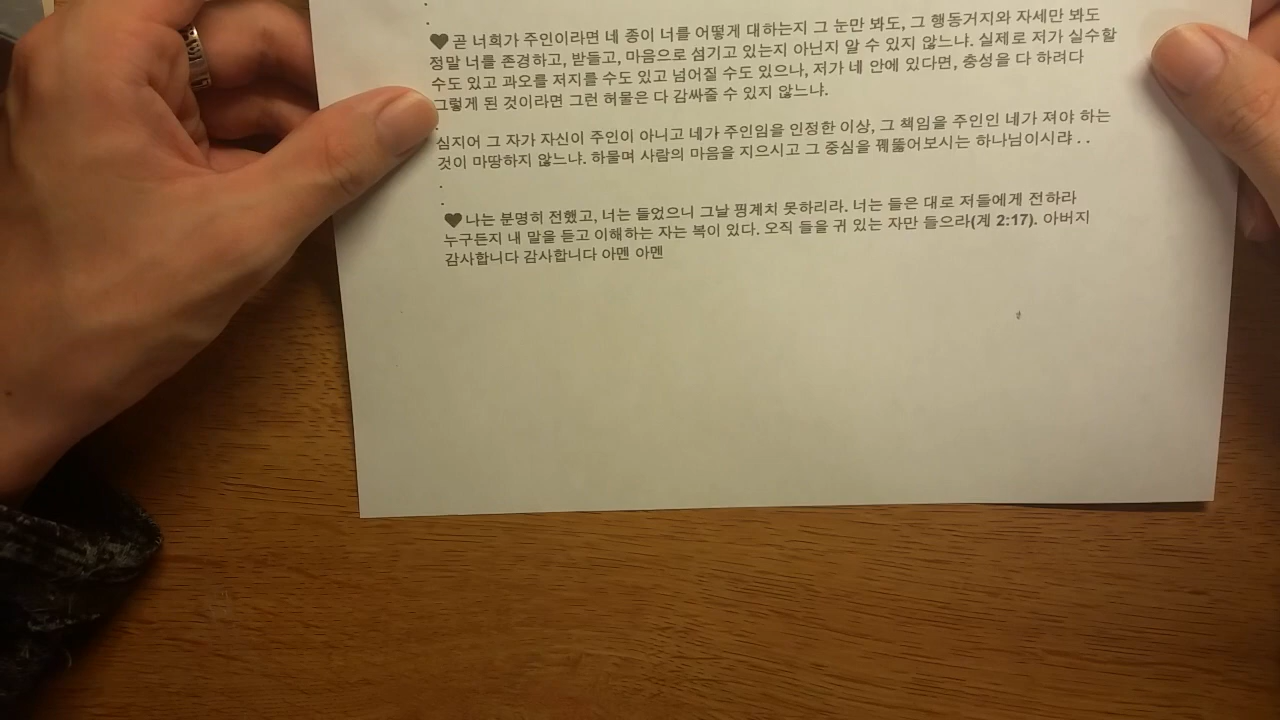 .
.
♥곧 너희가 주인이라면 네 종이 너를 어떻게 대하는지 그 눈만 봐도, 그 행동거지와 자세만 봐도
정말 너를 존경하고, 받들고, 마음으로 섬기고 있는지 아닌지 알 수 있지 않느냐. 실제로 저가 실수할
수도 있고 과오를 저지를 수도 있고 넘어질 수도 있으나, 저가 네 안에 있다면, 충성을 다 하려다
그렇게 된 것이라면 그런 허물은 다 감싸줄 수 있지 않느냐.
.
심지어 그 자가 자신이 주인이 아니고 네가 주인임을 인정한 이상, 그 책임을 주인인 네가 져야 하는
것이 마땅하지 않느냐. 하물며 사람의 마음을 지으시고 그 중심을 꿰뚫어보시는 하나님이시랴 . .
.
.
♥나는 분명히 전했고, 너는 들었으니 그날 핑계치 못하리라. 너는 들은 대로 저들에게 전하라
누구든지 내 말을 듣고 이해하는 자는 복이 있다. 오직 들을 귀 있는 자만 들으라(계 2:17). 아버지
감사합니다 감사합니다 아멘 아멘